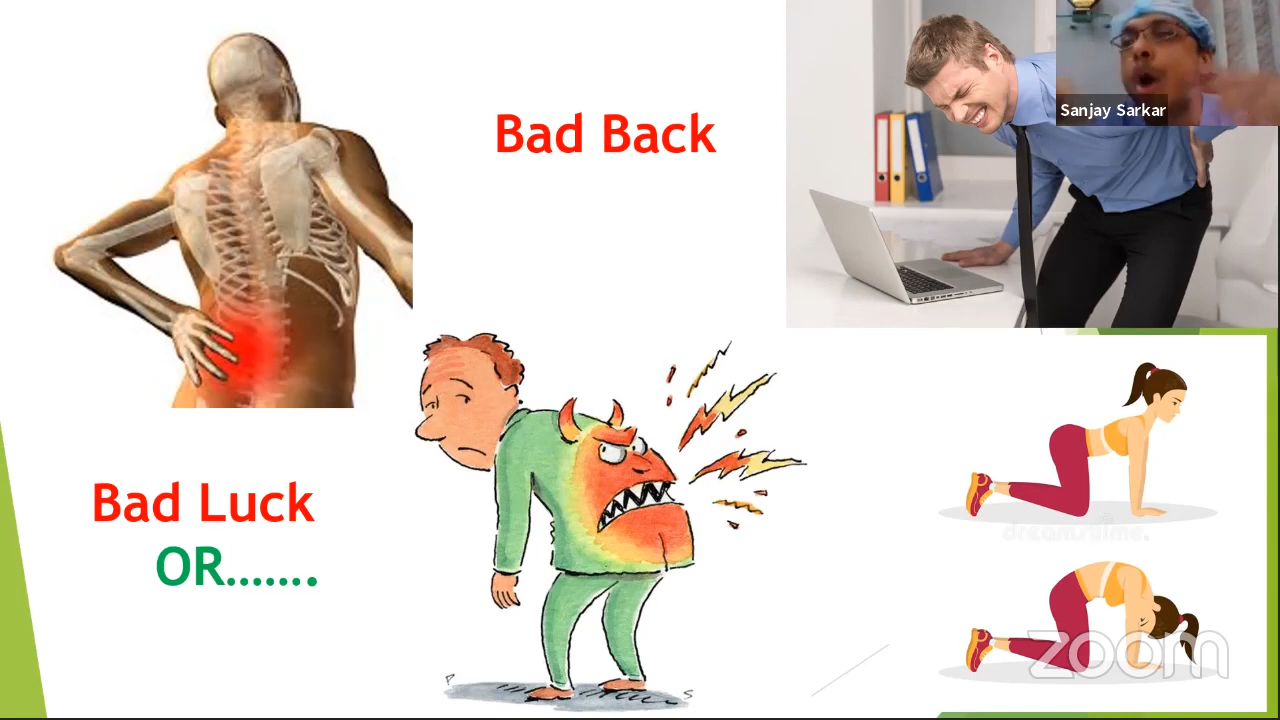 Bad Back
Sanjay Sarkar
Bad Luck
OR.......
dreamstime.
zoom